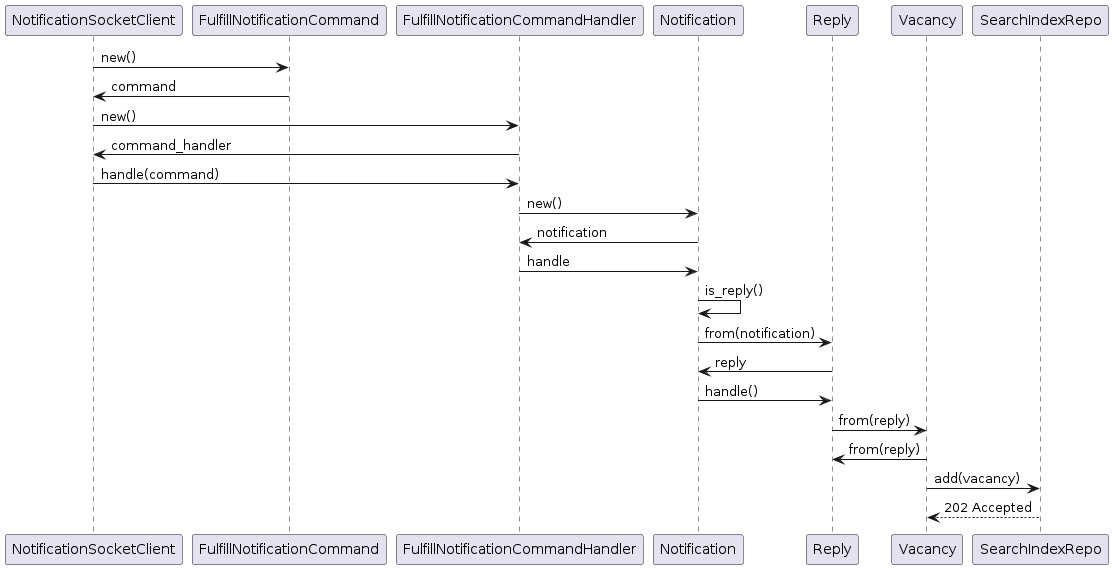 NotificationSocketClient FulfillNotificationCommand FulfillNotificationCommandHandler Notification Reply Vacancy SearchIndexRepo
new()
command
new()
command_handler
handle(command)
new()
notification
handle
is_reply()
from(notification)
reply
handle()
from(reply)
from(reply)
add(vacancy)
202 Accepted
NotificationSocketClient FulfillNotificationCommand FulfillNotificationCommandHandler Notification Reply Vacancy SearchIndexRepo